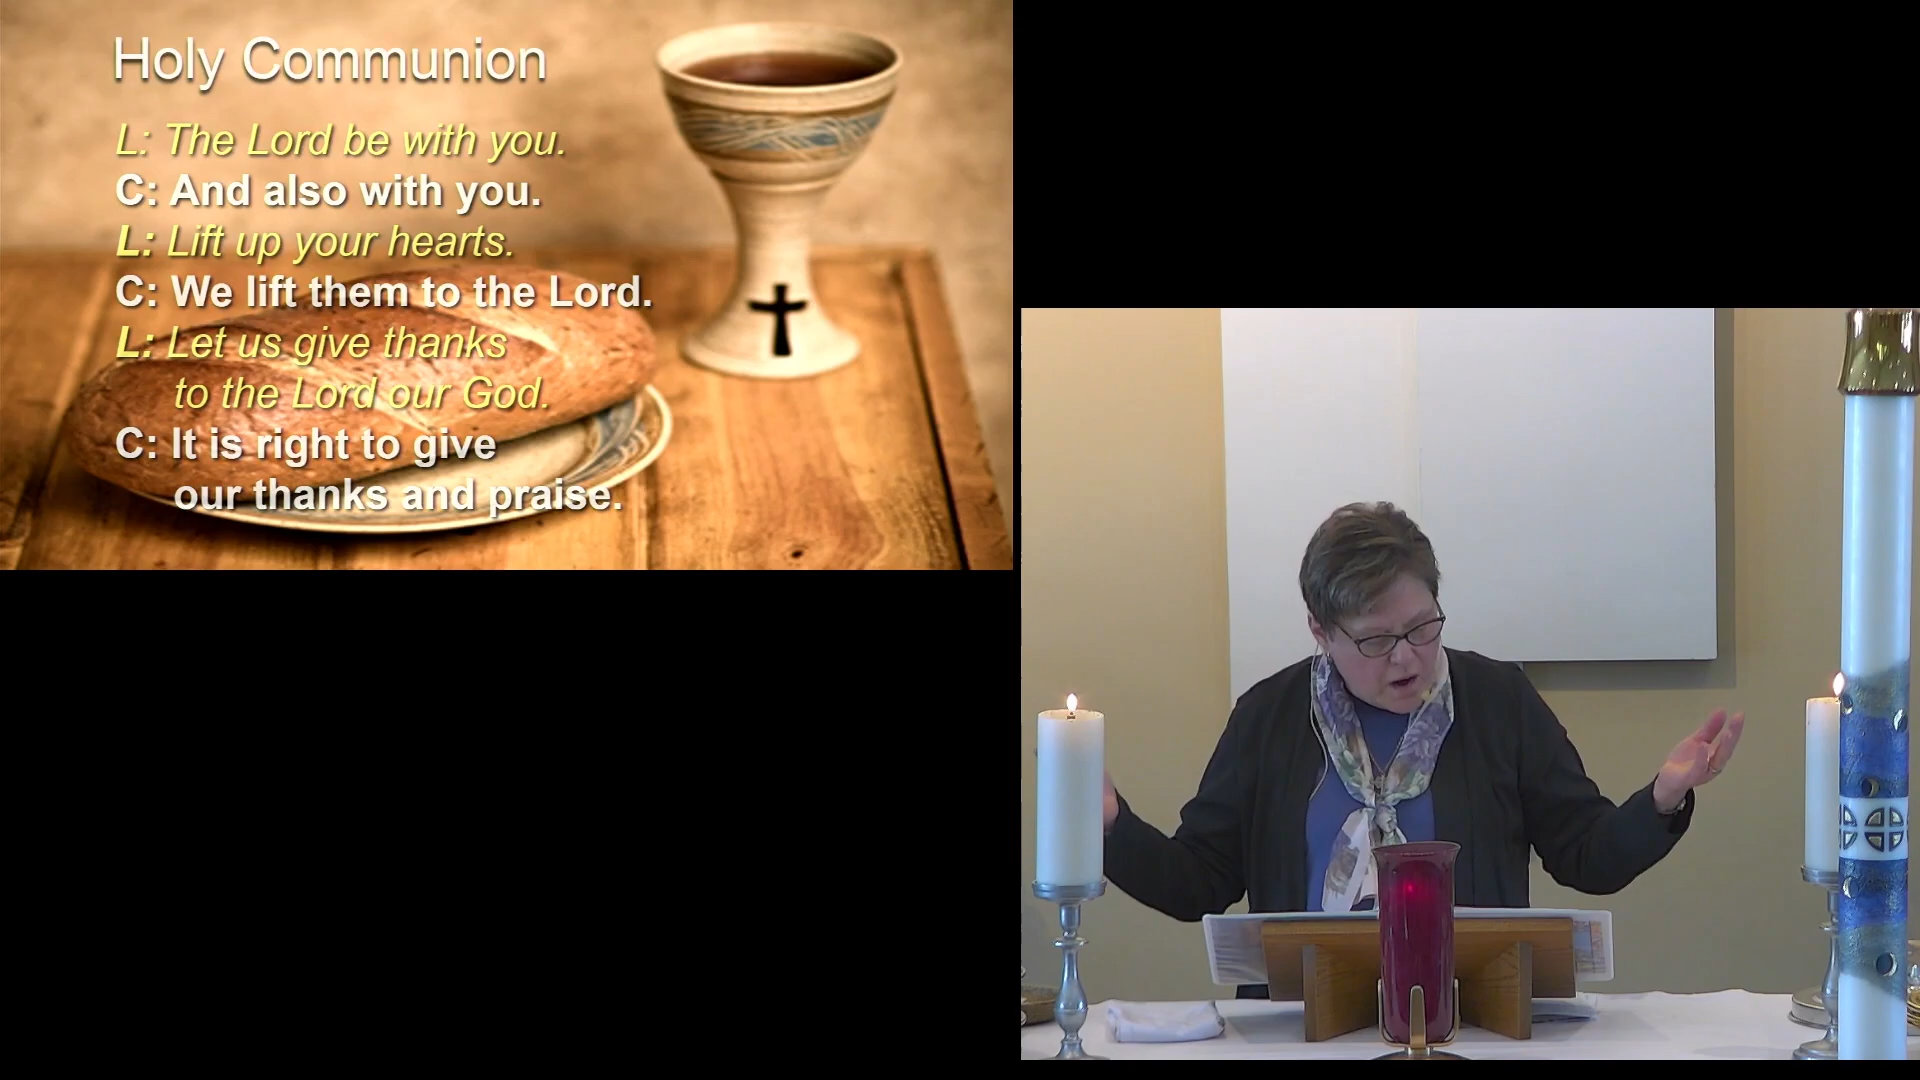 Holy Communion
L: The Lord be with you.
C: And also with you.
L: Lift up your hearts.
C: We lift them to the Lord.
L: Let us give thanks
to the Lord our God.
C: It is right to give
our thanks and praise.